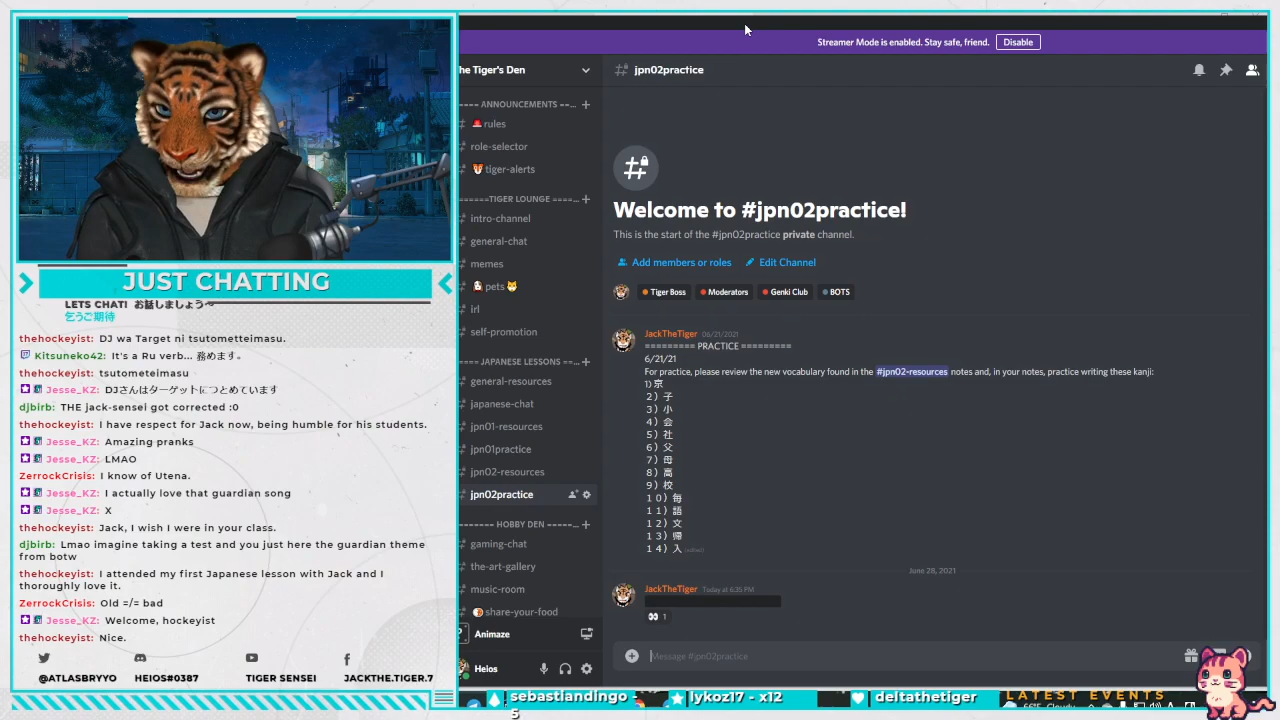 JUST CHATTING
LETS CHAT! お話しましょう〜
乞うご期待
thehockeyist: DJ wa Target ni tsutometteimasu.
Kitsuneko42: It's a Ru verb... 務めます。
thehockeyist: tsutometeimasu
Jesse_KZ: DJさんはターゲットにつとめています
djbirb: THE jack-sensei got corrected :0
thehockeyist: I have respect for Jack now, being humble for his students.
Jesse_KZ: Amazing pranks
Jesse_KZ: LMAO
ZerrockCrisis: I know of Utena.
Jesse_KZ: I actually love that guardian song
Jesse_KZ: X
thehockeyist: Jack, I wish I were in your class.
djbirb: Lmao imagine taking a test and you just here the guardian theme
from botw
thehockeyist: I attended my first Japanese lesson with Jack and I
thoroughly love it.
ZerrockCrisis: Old =/= bad
Jesse_KZ: Welcome, hockeyist
thehockeyist: Nice.
@ATLASBRYYO HEIOS#0387 TIGER SENSEI JACKTHE.TIGER.7
Streamer Mode is enabled. Stay safe, friend. Disable
he Tiger's Den
==== ANNOUNCEMENTS ==...
rules
role-selector
tiger-alerts
=====TIGER LOUNGE ====...
intro-channel
general-chat
memes
pets
irl
self-promotion
==== JAPANESE LESSONS ==...
general-resources
japanese-chat
jpn01-resources
jpn01practice
jpn02-resources
jpn02practice
==== HOBBY DEN =====...
gaming-chat
the-art-gallery
music-room
share-your-food
Animaze
Heios
jpn02practice
Welcome to #jpn02practice!
This is the start of the #jpn02practice private channel.
Add members or roles Edit Channel
Tiger Boss Moderators Genki Club BOTS
JackTheTiger 06/21/2021
========= PRACTICE =========
6/21/21
For practice, please review the new vocabulary found in the #jpn02-resources notes and, in your notes, practice writing these kanji:
1) 京
2）子
3）小
4）会
5）社
6）父
7）母
8）高
9）校
１０）毎
１１）語
１２）文
１３）帰
１４）入 (edited)
June 28, 2021
JackTheTiger Today at 6:35 PM
1
Message #jpn02practice
sebastlandingo -
5
lykoz17 - x12
deltathetiger
LATEST EVENTS
66°F Cloudy